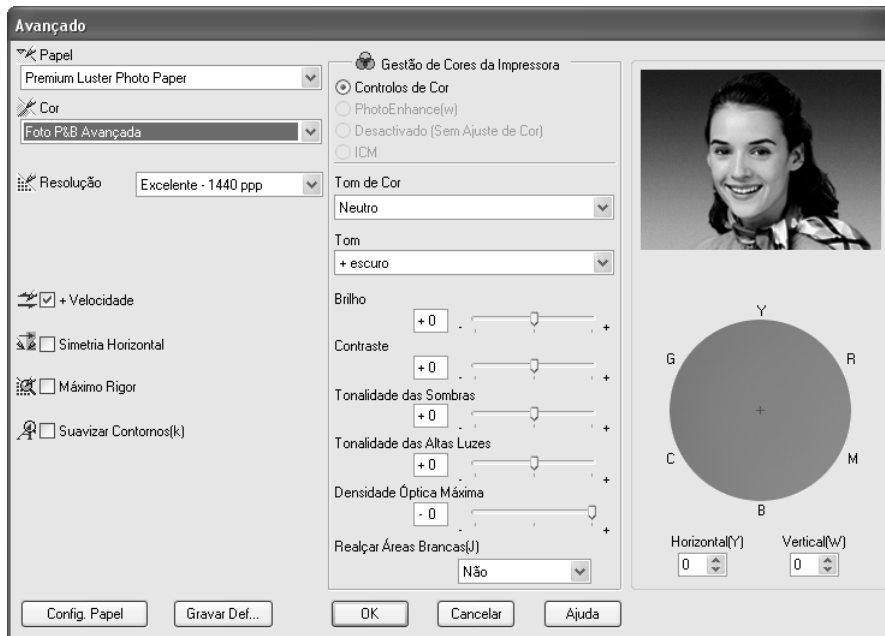 Avançado
Papel
Premium Luster Photo Paper
Cor
Foto P&B Avançada
Resolução
Excelente - 1440 ppp
+ Velocidade
Simetria Horizontal
Máximo Rigor
Suavizar Contornos(k)
Gestão de Cores da Impressora
Controlos de Cor
PhotoEnhance(w)
Desactivado (Sem Ajuste de Cor)
ICM
Tom de Cor
Neutro
Tom
+ escuro
Brilho
+ 0
- +
Contraste
+ 0
- +
Tonalidade das Sombras
+ 0
- +
Tonalidade das Altas Luzes
+ 0
- +
Densidade Óptica Máxima
- 0
- +
Realçar Áreas Brancas(J)
Não
Y
G R
C M
B
Horizontal(Y) Vertical(W)
0 0
Config. Papel Gravar Def... OK Cancelar Ajuda